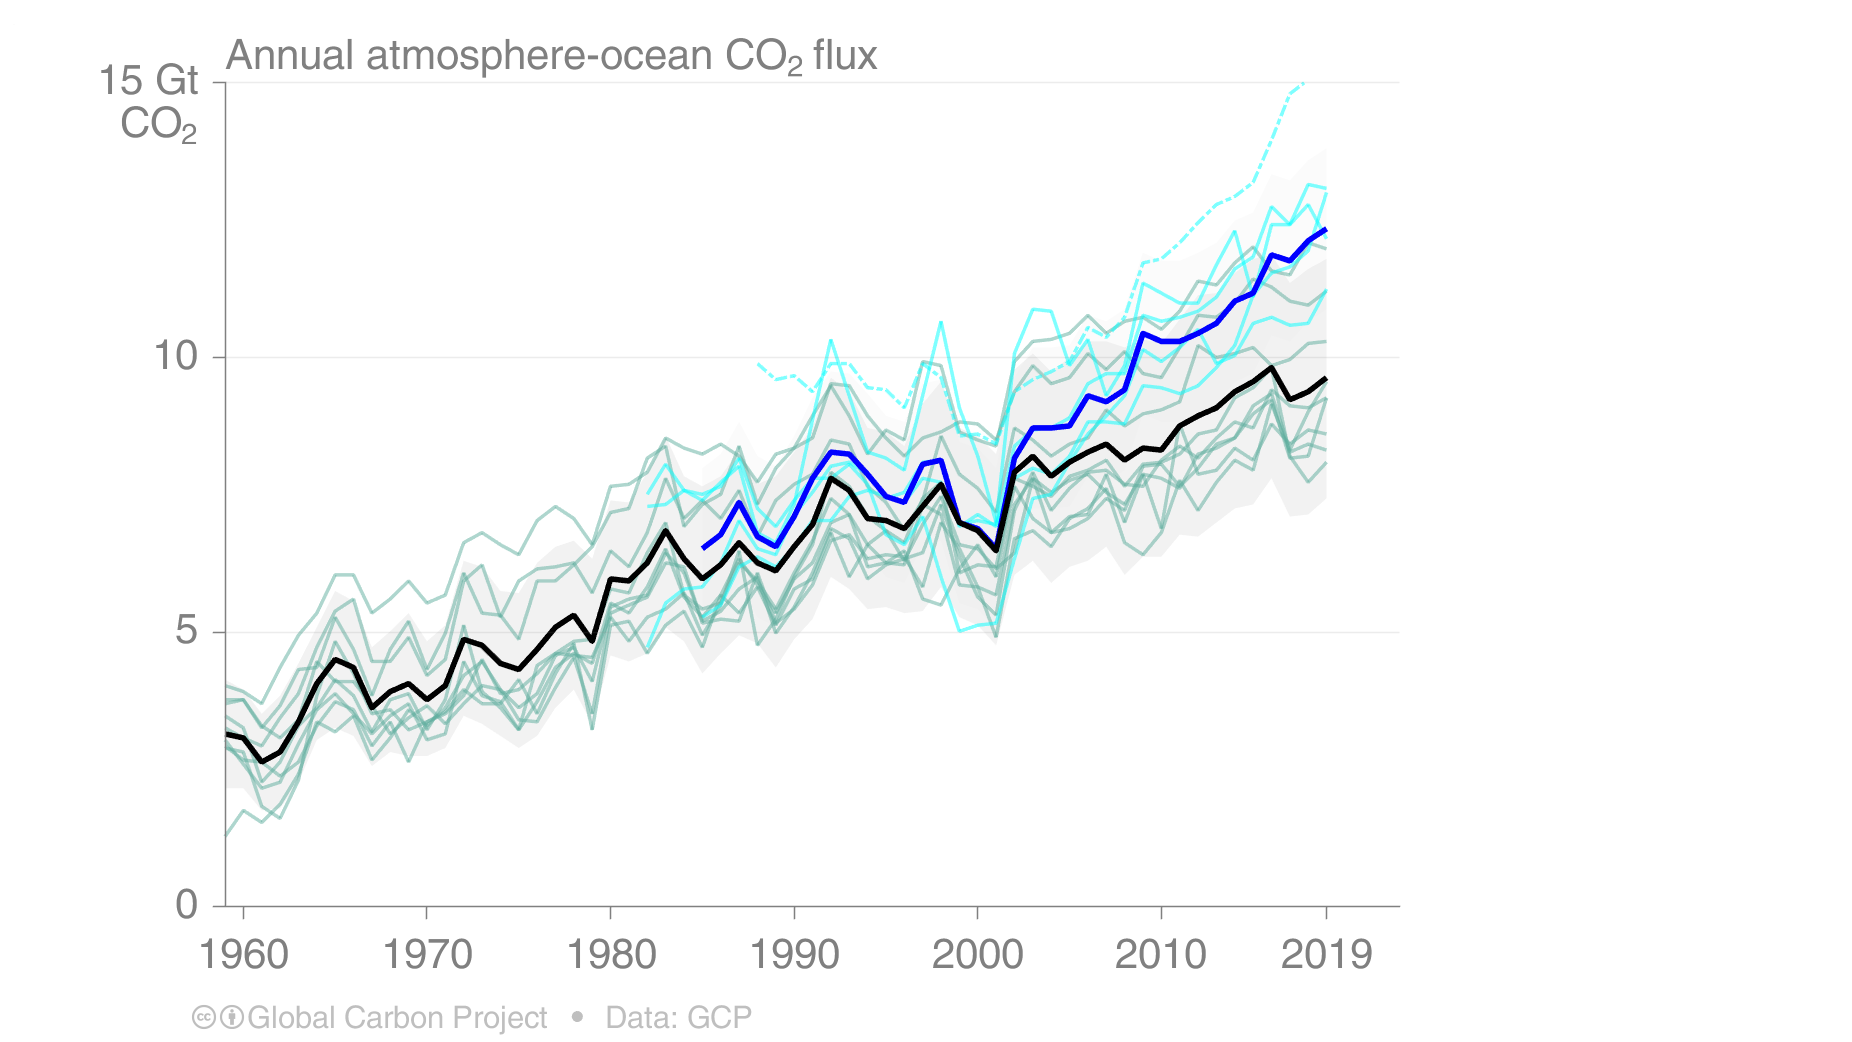 Annual atmosphere-ocean CO₂ flux
15 Gt
CO₂
10
5
0
1960 1970 1980 1990 2000 2010 2019
cc Global Carbon Project • Data: GCP